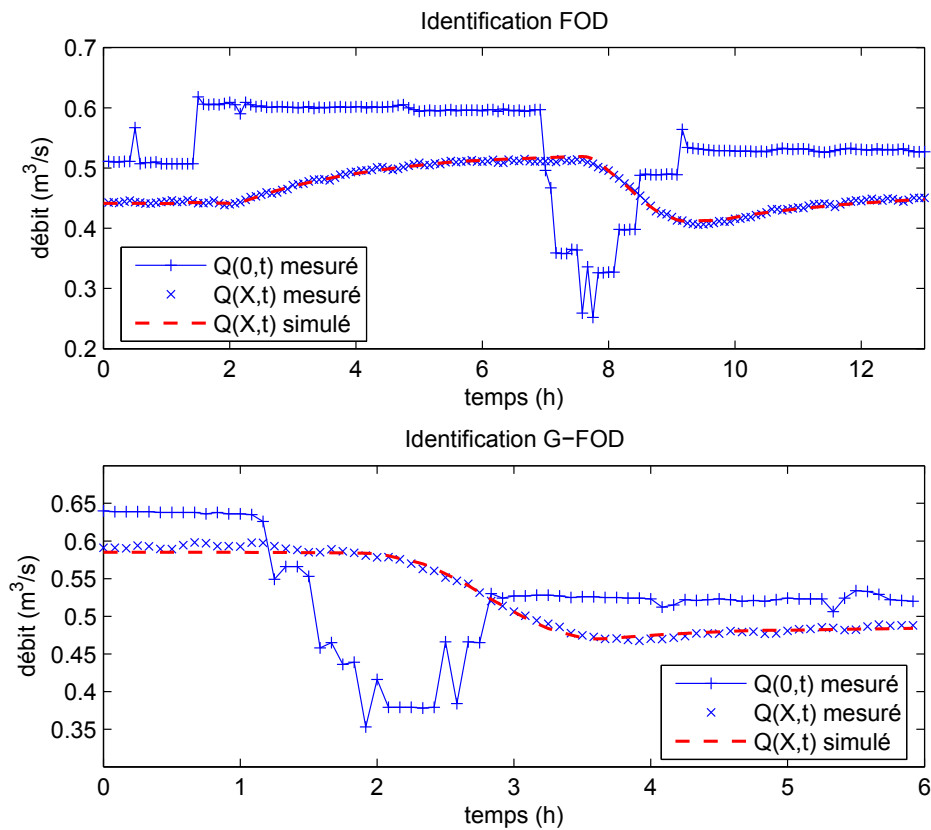 Identification FOD
débit (m³/s)
0.7
0.6
0.5
0.4
0.3
0.2
Q(0,t) mesuré
Q(X,t) mesuré
Q(X,t) simulé
0 2 4 6 8 10 12
temps (h)
Identification G−FOD
débit (m³/s)
0.65
0.6
0.55
0.5
0.45
0.4
0.35
Q(0,t) mesuré
Q(X,t) mesuré
Q(X,t) simulé
0 1 2 3 4 5 6
temps (h)